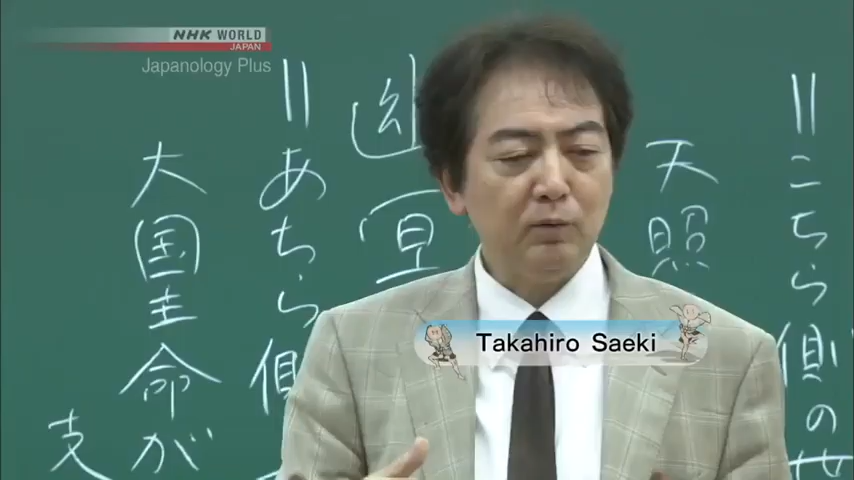 NHK WORLD
JAPAN
Japanology Plus
=こちら側の世
天照
幽冥
=あちら側
大国主命が
支
Takahiro Saeki